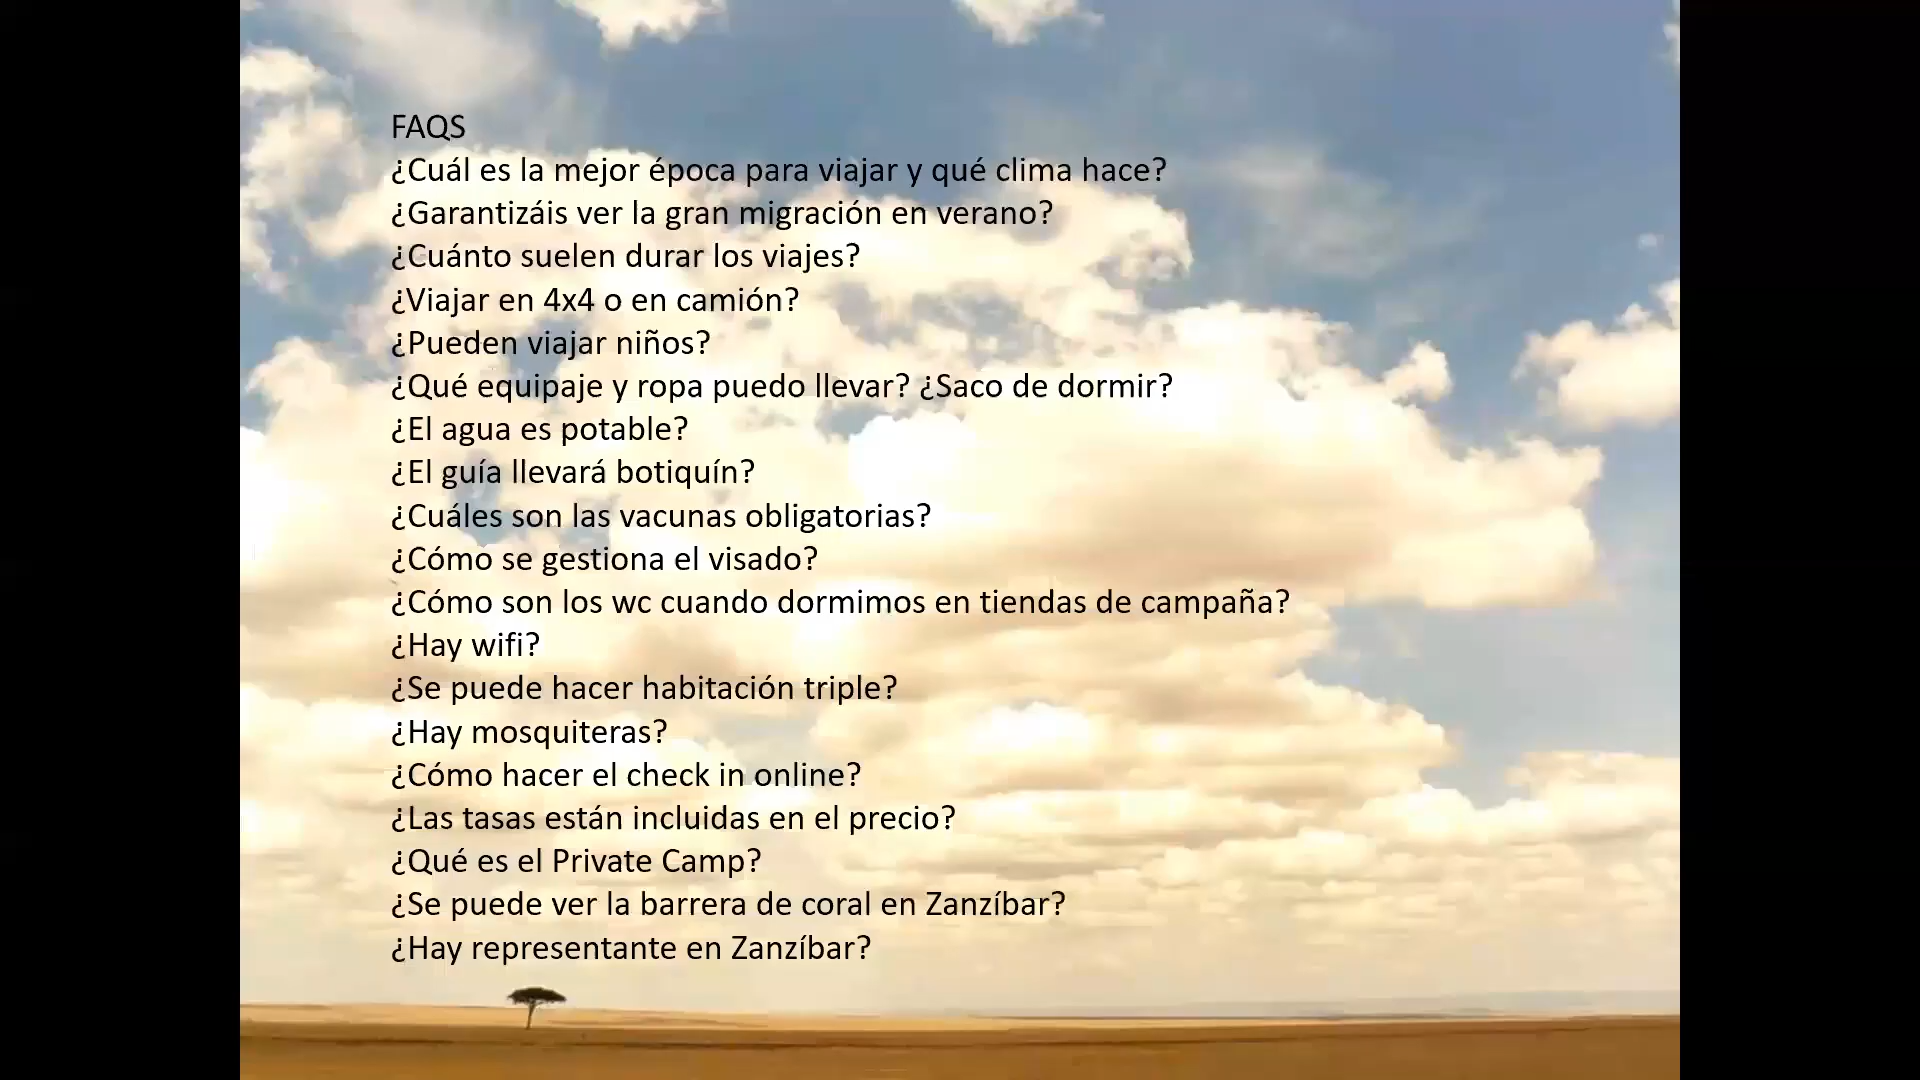 FAQS
¿Cuál es la mejor época para viajar y qué clima hace?
¿Garantizáis ver la gran migración en verano?
¿Cuánto suelen durar los viajes?
¿Viajar en 4x4 o en camión?
¿Pueden viajar niños?
¿Qué equipaje y ropa puedo llevar? ¿Saco de dormir?
¿El agua es potable?
¿El guía llevará botiquín?
¿Cuáles son las vacunas obligatorias?
¿Cómo se gestiona el visado?
¿Cómo son los wc cuando dormimos en tiendas de campaña?
¿Hay wifi?
¿Se puede hacer habitación triple?
¿Hay mosquiteras?
¿Cómo hacer el check in online?
¿Las tasas están incluidas en el precio?
¿Qué es el Private Camp?
¿Se puede ver la barrera de coral en Zanzíbar?
¿Hay representante en Zanzíbar?